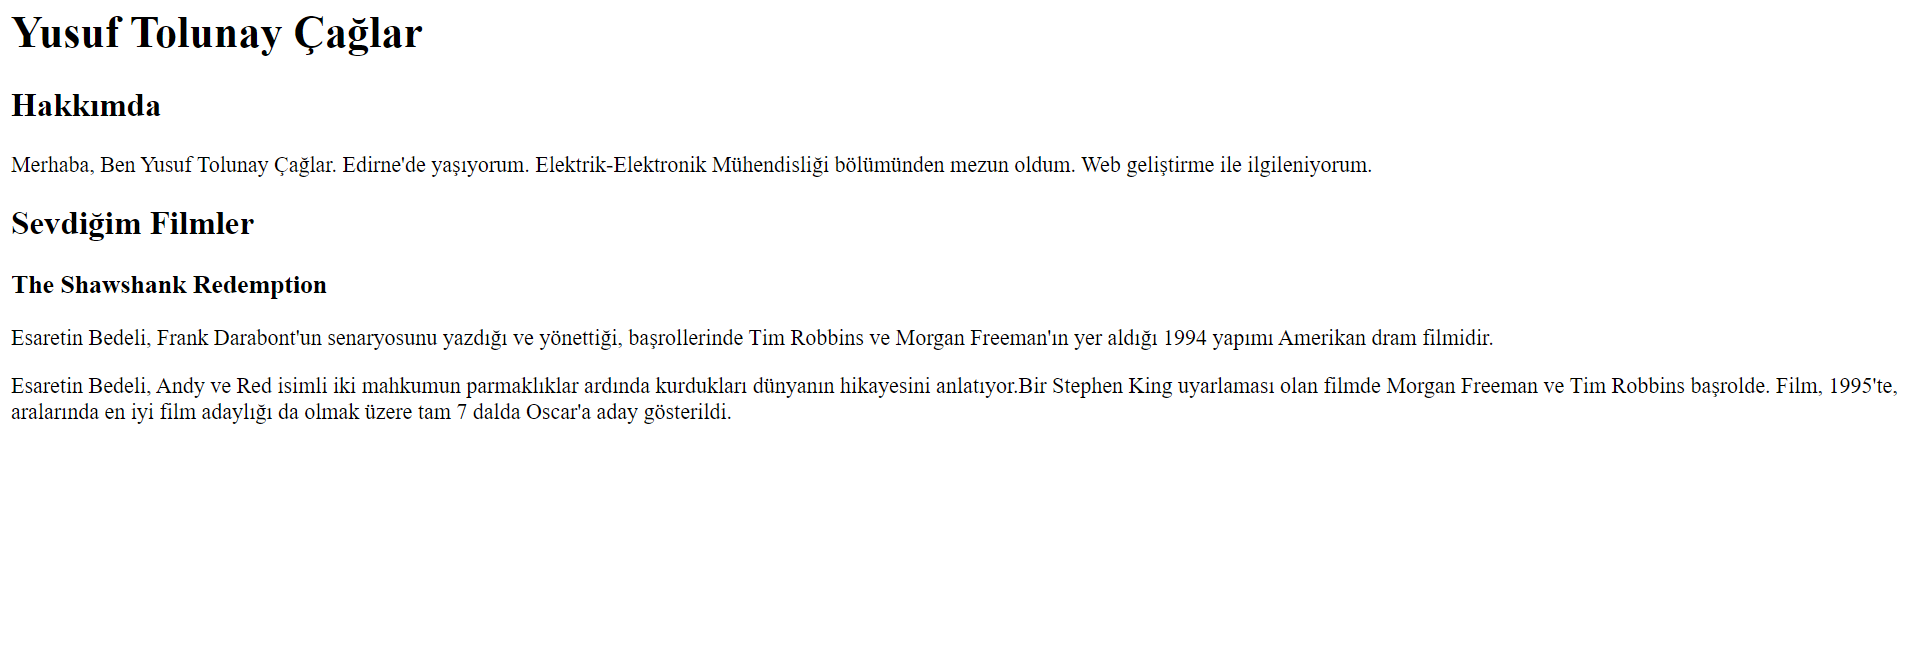 Yusuf Tolunay Çağlar
Hakkımda
Merhaba, Ben Yusuf Tolunay Çağlar. Edirne'de yaşıyorum. Elektrik-Elektronik Mühendisliği bölümünden mezun oldum. Web geliştirme ile ilgileniyorum.
Sevdiğim Filmler
The Shawshank Redemption
Esaretin Bedeli, Frank Darabont'un senaryosunu yazdığı ve yönettiği, başrollerinde Tim Robbins ve Morgan Freeman'ın yer aldığı 1994 yapımı Amerikan dram filmidir.
Esaretin Bedeli, Andy ve Red isimli iki mahkumun parmaklıklar ardında kurdukları dünyanın hikayesini anlatıyor.Bir Stephen King uyarlaması olan filmde Morgan Freeman ve Tim Robbins başrolde. Film, 1995'te,
aralarında en iyi film adaylığı da olmak üzere tam 7 dalda Oscar'a aday gösterildi.